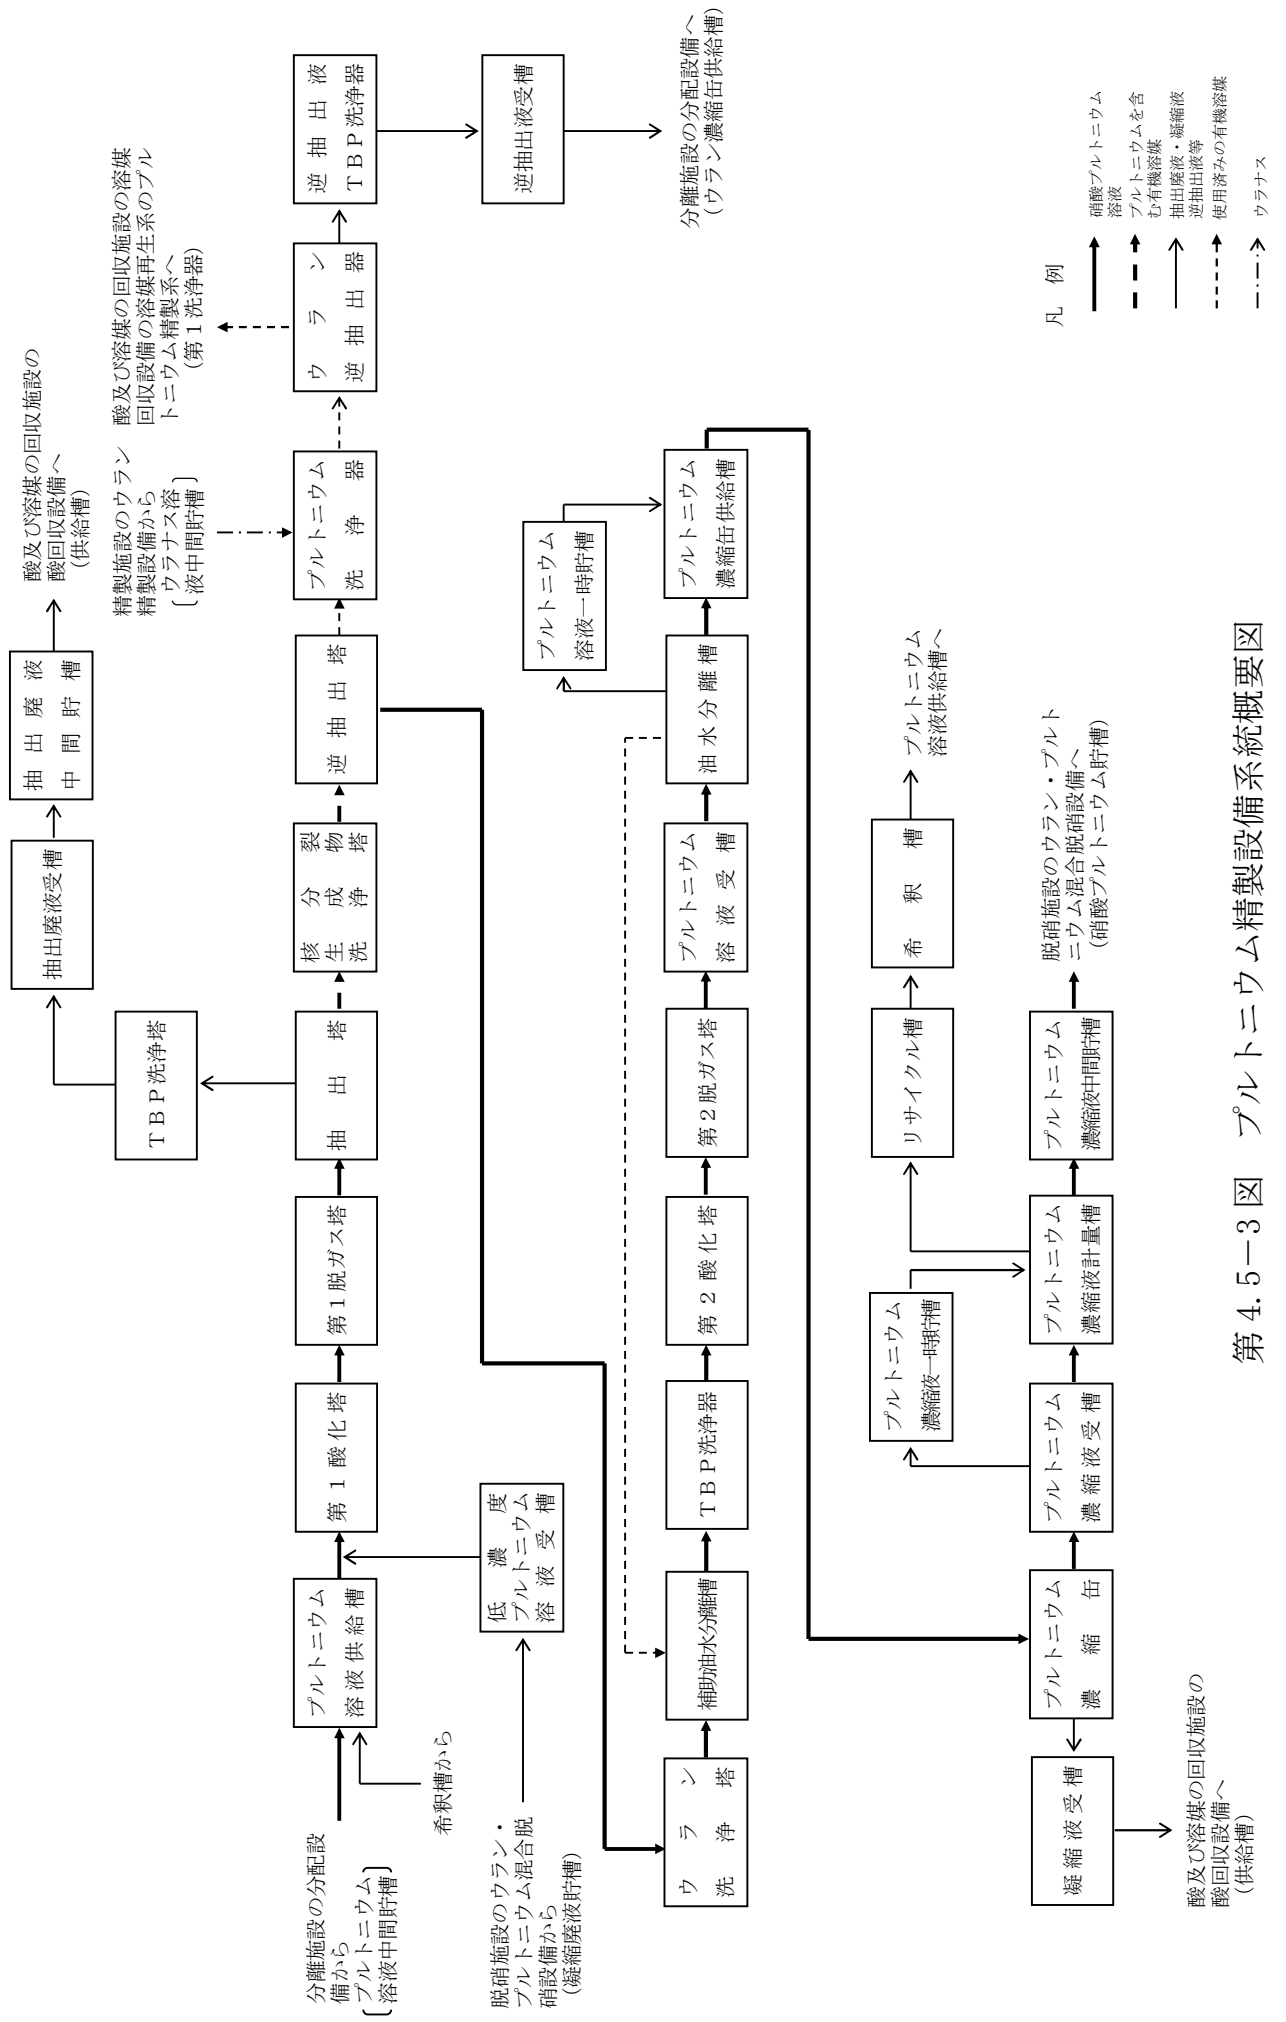 酸及び溶媒の回収施設の
酸回収設備へ
(供給槽)
抽出廃液受槽
抽出廃液
中間貯槽
TBP洗浄塔
精製施設のウラン
精製設備から
ウラナス溶
液中間貯槽
酸及び溶媒の回収施設の溶媒
回収設備の溶媒再生系のプル
トニウム精製系へ
(第1洗浄器)
分離施設の分配設
備から
プルトニウム
溶液中間貯槽
希釈槽から
プルトニウム
溶液供給槽
第1酸化塔
第1脱ガス塔
抽出塔
核分裂
生成物
洗浄塔
逆抽出塔
プルトニウム
洗浄器
ウラン
逆抽出器
逆抽出液
TBP洗浄器
逆抽出液受槽
分離施設の分配設備へ
(ウラン濃縮缶供給槽)
脱硝施設のウラン・
プルトニウム混合脱
硝設備から
(凝縮廃液貯槽)
低濃度
プルトニウム
溶液受槽
プルトニウム
溶液一時貯槽
ウラン
洗浄塔
補助油水分離槽
TBP洗浄器
第2酸化塔
第2脱ガス塔
プルトニウム
溶液受槽
油水分離槽
プルトニウム
濃縮缶供給槽
プルトニウム
濃縮液一時貯槽
リサイクル槽
希釈槽
プルトニウム
溶液供給槽へ
凝縮液受槽
プルトニウム
濃縮缶
プルトニウム
濃縮液受槽
プルトニウム
濃縮液計量槽
プルトニウム
濃縮液中間貯槽
脱硝施設のウラン・プルト
ニウム混合脱硝設備へ
(硝酸プルトニウム貯槽)
酸及び溶媒の回収施設の
酸回収設備へ
(供給槽)
凡例
硝酸プルトニウム
溶液
プルトニウムを含
む有機溶媒
抽出廃液・凝縮液
逆抽出液等
使用済みの有機溶媒
ウラナス
第4.5-3図 プルトニウム精製設備系統概要図